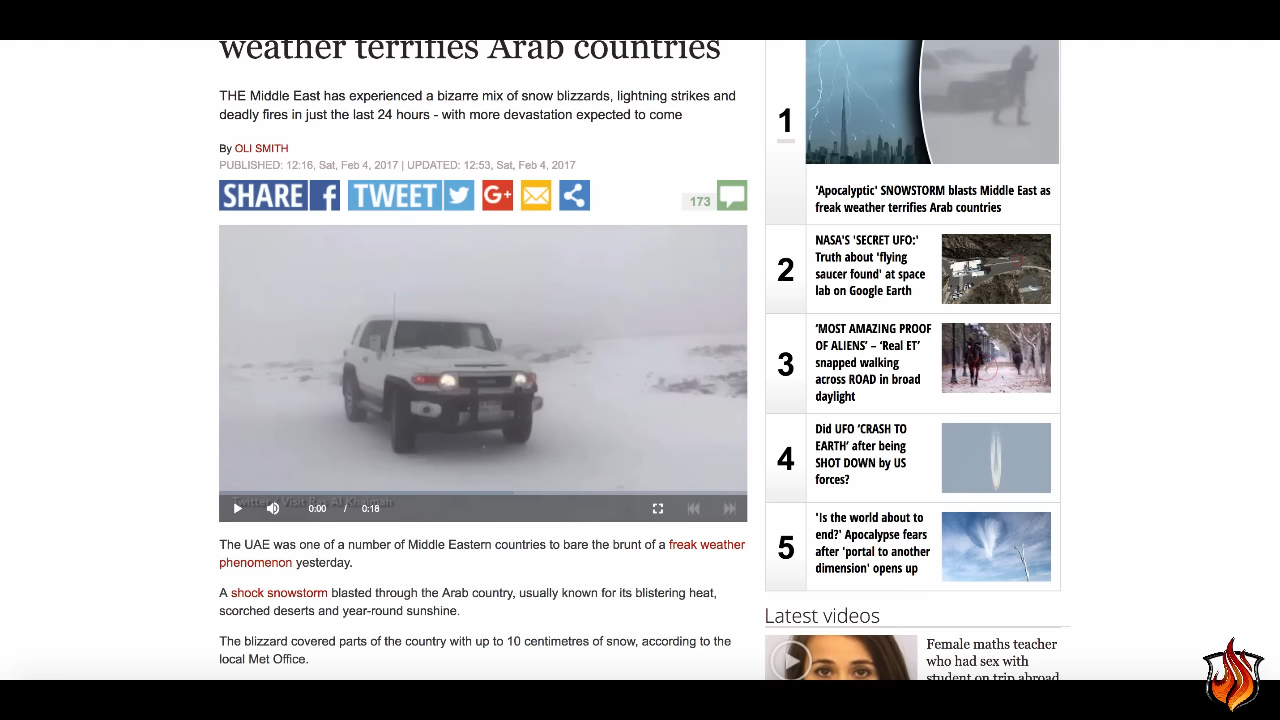 weather terrifies Arab countries
THE Middle East has experienced a bizarre mix of snow blizzards, lightning strikes and
deadly fires in just the last 24 hours - with more devastation expected to come
By OLI SMITH
PUBLISHED: 12:16, Sat, Feb 4, 2017 | UPDATED: 12:53, Sat, Feb 4, 2017
SHARE f TWEET G+
173
Twitter/ Visit Ras Al Khaimah
0:00 / 0:18
The UAE was one of a number of Middle Eastern countries to bare the brunt of a freak weather
phenomenon yesterday.
A shock snowstorm blasted through the Arab country, usually known for its blistering heat,
scorched deserts and year-round sunshine.
The blizzard covered parts of the country with up to 10 centimetres of snow, according to the
local Met Office.
1
'Apocalyptic' SNOWSTORM blasts Middle East as
freak weather terrifies Arab countries
2
NASA'S 'SECRET UFO:'
Truth about 'flying
saucer found' at space
lab on Google Earth
3
'MOST AMAZING PROOF
OF ALIENS' – 'Real ET'
snapped walking
across ROAD in broad
daylight
4
Did UFO 'CRASH TO
EARTH' after being
SHOT DOWN by US
forces?
5
'Is the world about to
end?' Apocalypse fears
after 'portal to another
dimension' opens up
Latest videos
Female maths teacher
who had sex with
student on trip abroad